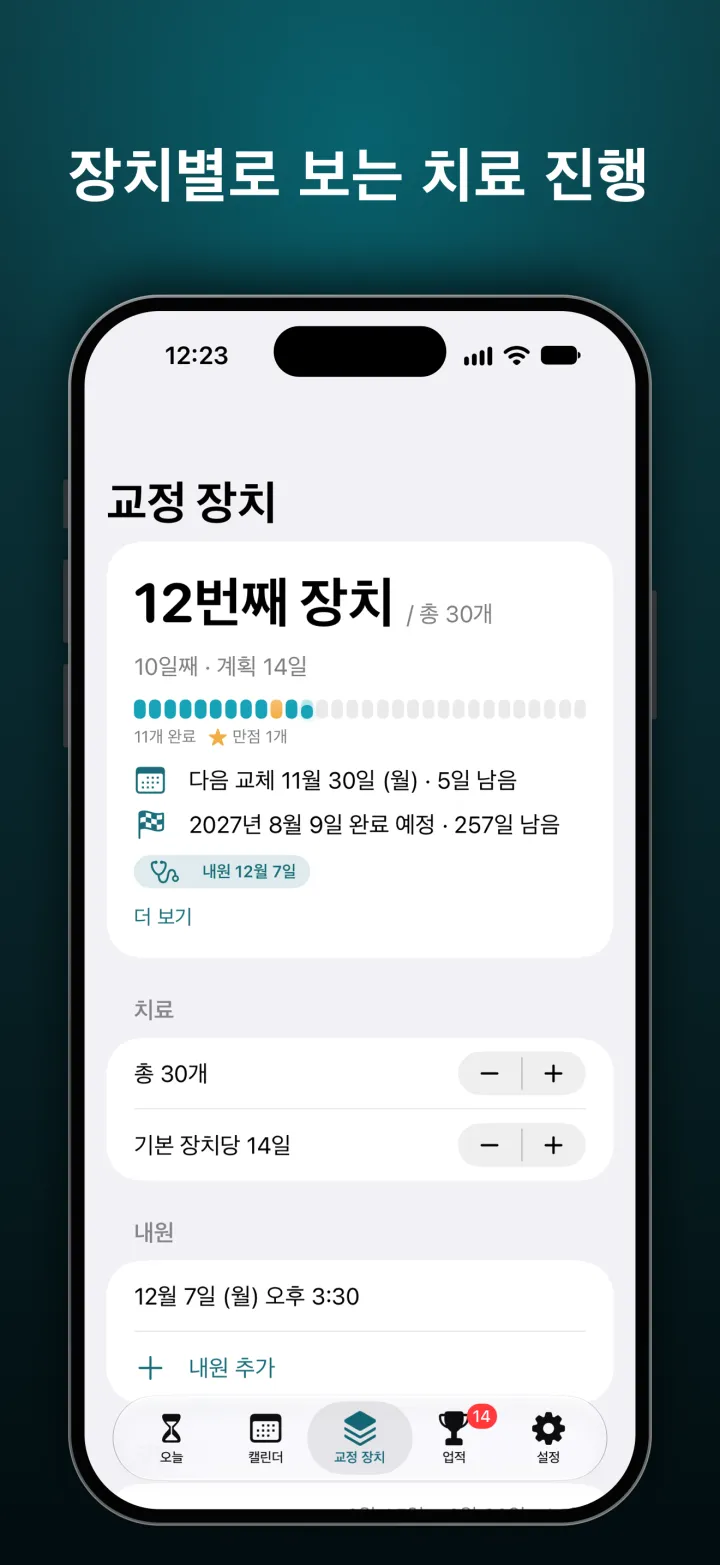 장치별로 보는 치료 진행
12:23
교정 장치
12번째 장치 / 총 30개
10일째 · 계획 14일
11개 완료 만점 1개
다음 교체 11월 30일 (월) · 5일 남음
2027년 8월 9일 완료 예정 · 257일 남음
내원 12월 7일
더 보기
치료
총 30개
기본 장치당 14일
내원
12월 7일 (월) 오후 3:30
내원 추가
14
오늘 캘린더 교정 장치 업적 설정